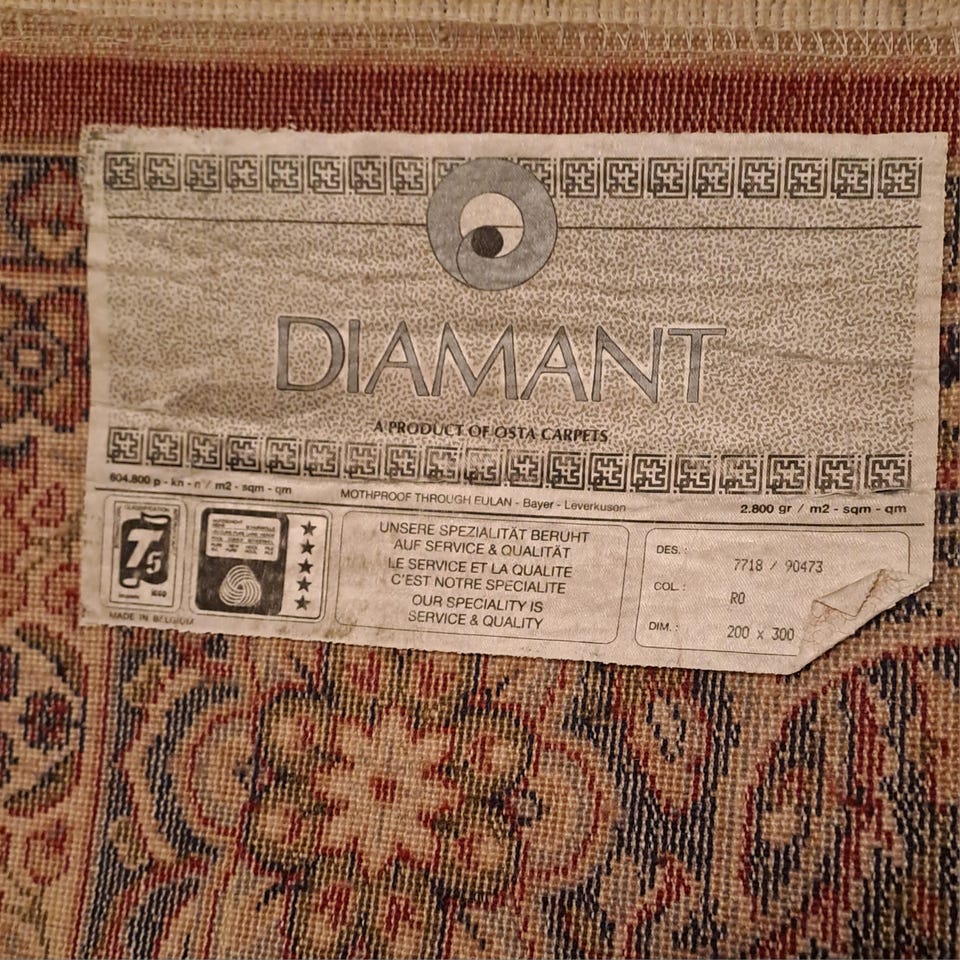 DIAMANT
A PRODUCT OF OSTA CARPETS
604.800 p - kn - n / m2 - sqm - qm
MOTHPROOF THROUGH EULAN - Bayer - Leverkusen
2.800 gr / m2 - sqm - qm
T5
MADE IN BELGIUM
UNSERE SPEZIALITÄT BERUHT
AUF SERVICE & QUALITÄT
LE SERVICE ET LA QUALITE
C'EST NOTRE SPECIALITE
OUR SPECIALITY IS
SERVICE & QUALITY
DES. : 7718 / 90473
COL. : RO
DIM. : 200 x 300